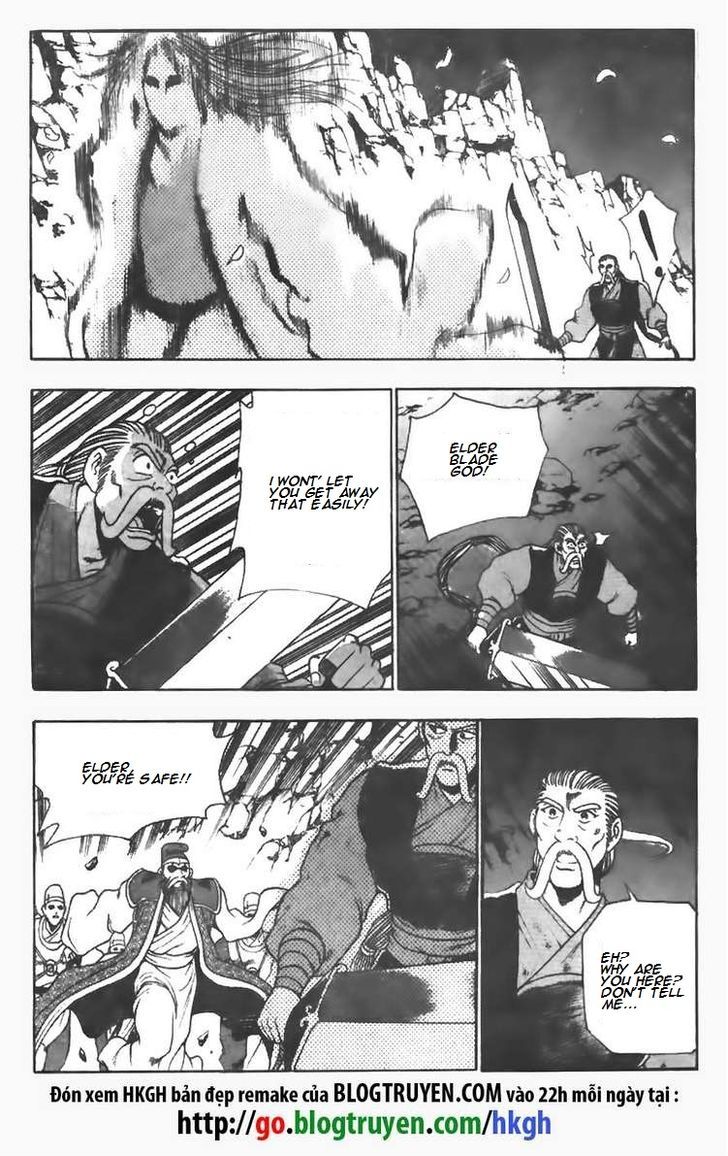 !
I WONT' LET
YOU GET AWAY
THAT EASILY!
ELDER
BLADE
GOD!
ELDER,
YOU'RE SAFE!!
EH?
WHY ARE
YOU HERE?
DON'T TELL
ME...
Đón xem HKGH bản đẹp remake của BLOGTRUYEN.COM vào 22h mỗi ngày tại :
http://go.blogtruyen.com/hkgh